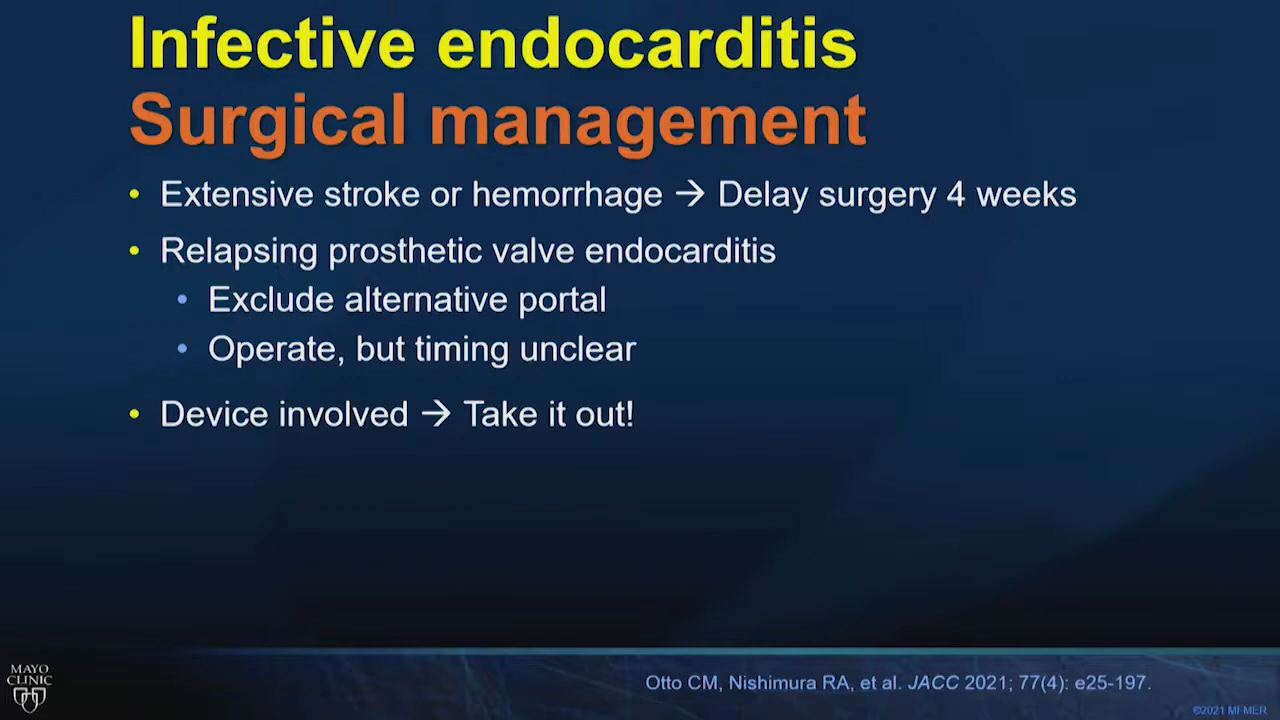 Infective endocarditis
Surgical management
• Extensive stroke or hemorrhage → Delay surgery 4 weeks
• Relapsing prosthetic valve endocarditis
• Exclude alternative portal
• Operate, but timing unclear
• Device involved → Take it out!
MAYO
CLINIC
Otto CM, Nishimura RA, et al. JACC 2021; 77(4): e25-197.
©2021 MFMER